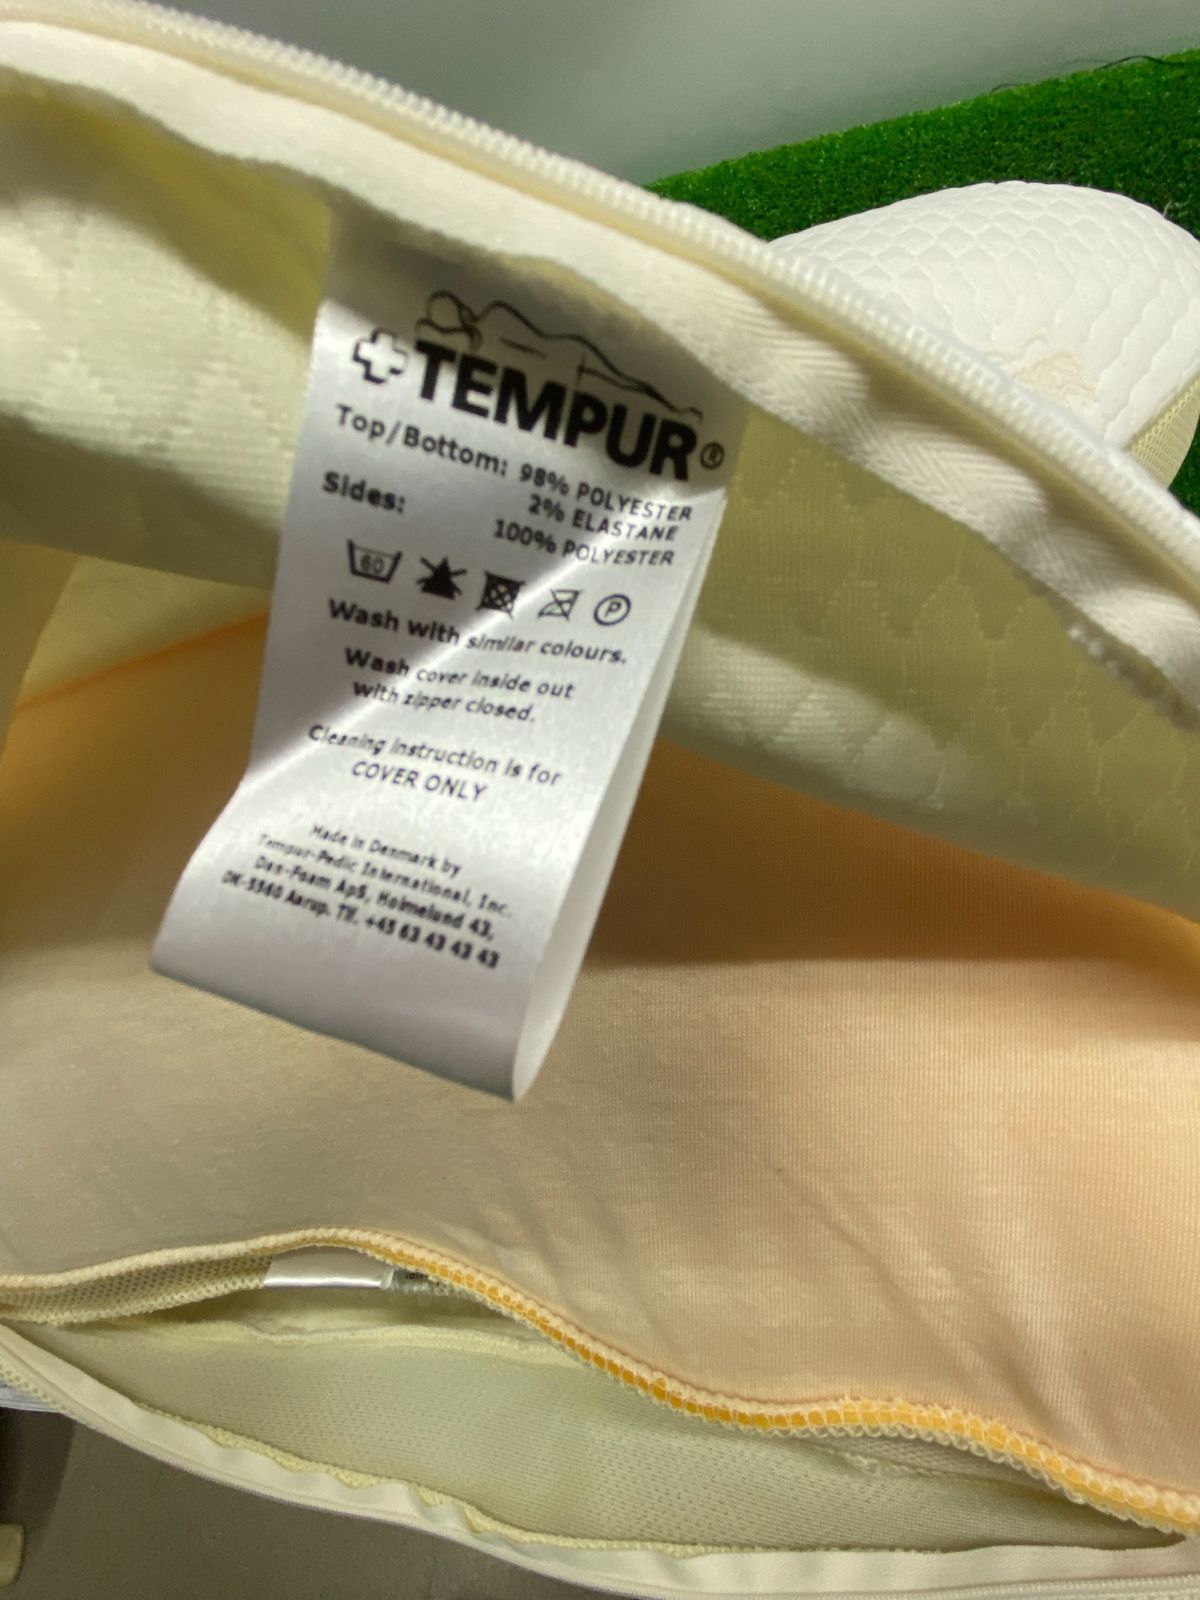 TEMPUR®
Top/Bottom: 98% POLYESTER
2% ELASTANE
Sides: 100% POLYESTER
60 P
Wash with similar colours.
Wash cover inside out
with zipper closed.
Cleaning instruction is for
COVER ONLY
Made in Denmark by
Tempur-Pedic International, Inc.
Dan-Foam ApS, Holmelund 43,
DK-5560 Aarup. Tlf. +45 63 43 43 43